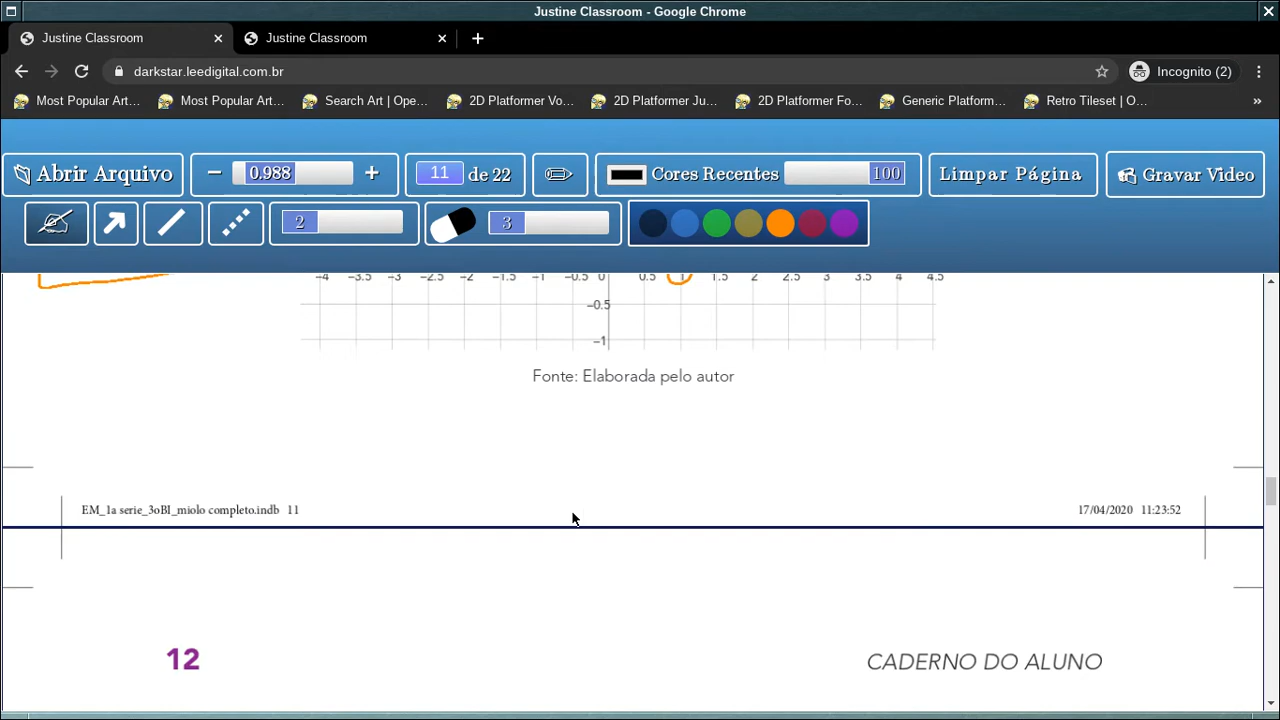 Justine Classroom - Google Chrome
Justine Classroom
Justine Classroom
darkstar.leedigital.com.br
Incognito (2)
Most Popular Art...
Most Popular Art...
Search Art | Ope...
2D Platformer Vo...
2D Platformer Ju...
2D Platformer Fo...
Generic Platform...
Retro Tileset | O...
»
Abrir Arquivo
− 0.988 +
11 de 22
Cores Recentes 100
Limpar Página
Gravar Vìdeo
2
3
−4 −3.5 −3 −2.5 −2 −1.5 −1 −0.5 0 0.5 1 1.5 2 2.5 3 3.5 4 4.5
−0.5
−1
Fonte: Elaborada pelo autor
EM_1a serie_3oBI_miolo completo.indb 11
17/04/2020 11:23:52
12
CADERNO DO ALUNO